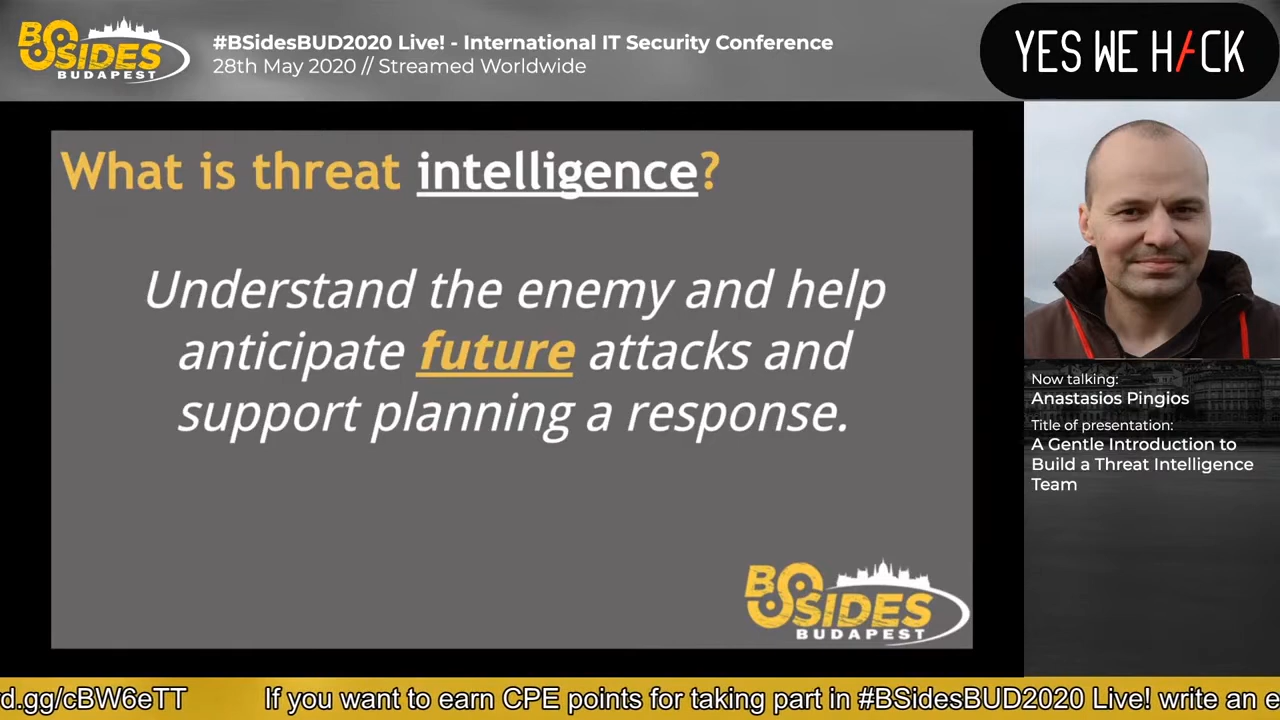 BSIDES
BUDAPEST
#BSidesBUD2020 Live! - International IT Security Conference
28th May 2020 // Streamed Worldwide
YES WE H/CK
What is threat intelligence?
Understand the enemy and help
anticipate future attacks and
support planning a response.
BSIDES
BUDAPEST
Now talking:
Anastasios Pingios
Title of presentation:
A Gentle Introduction to
Build a Threat Intelligence
Team
rd.gg/cBW6eTT If you want to earn CPE points for taking part in #BSidesBUD2020 Live! write an e